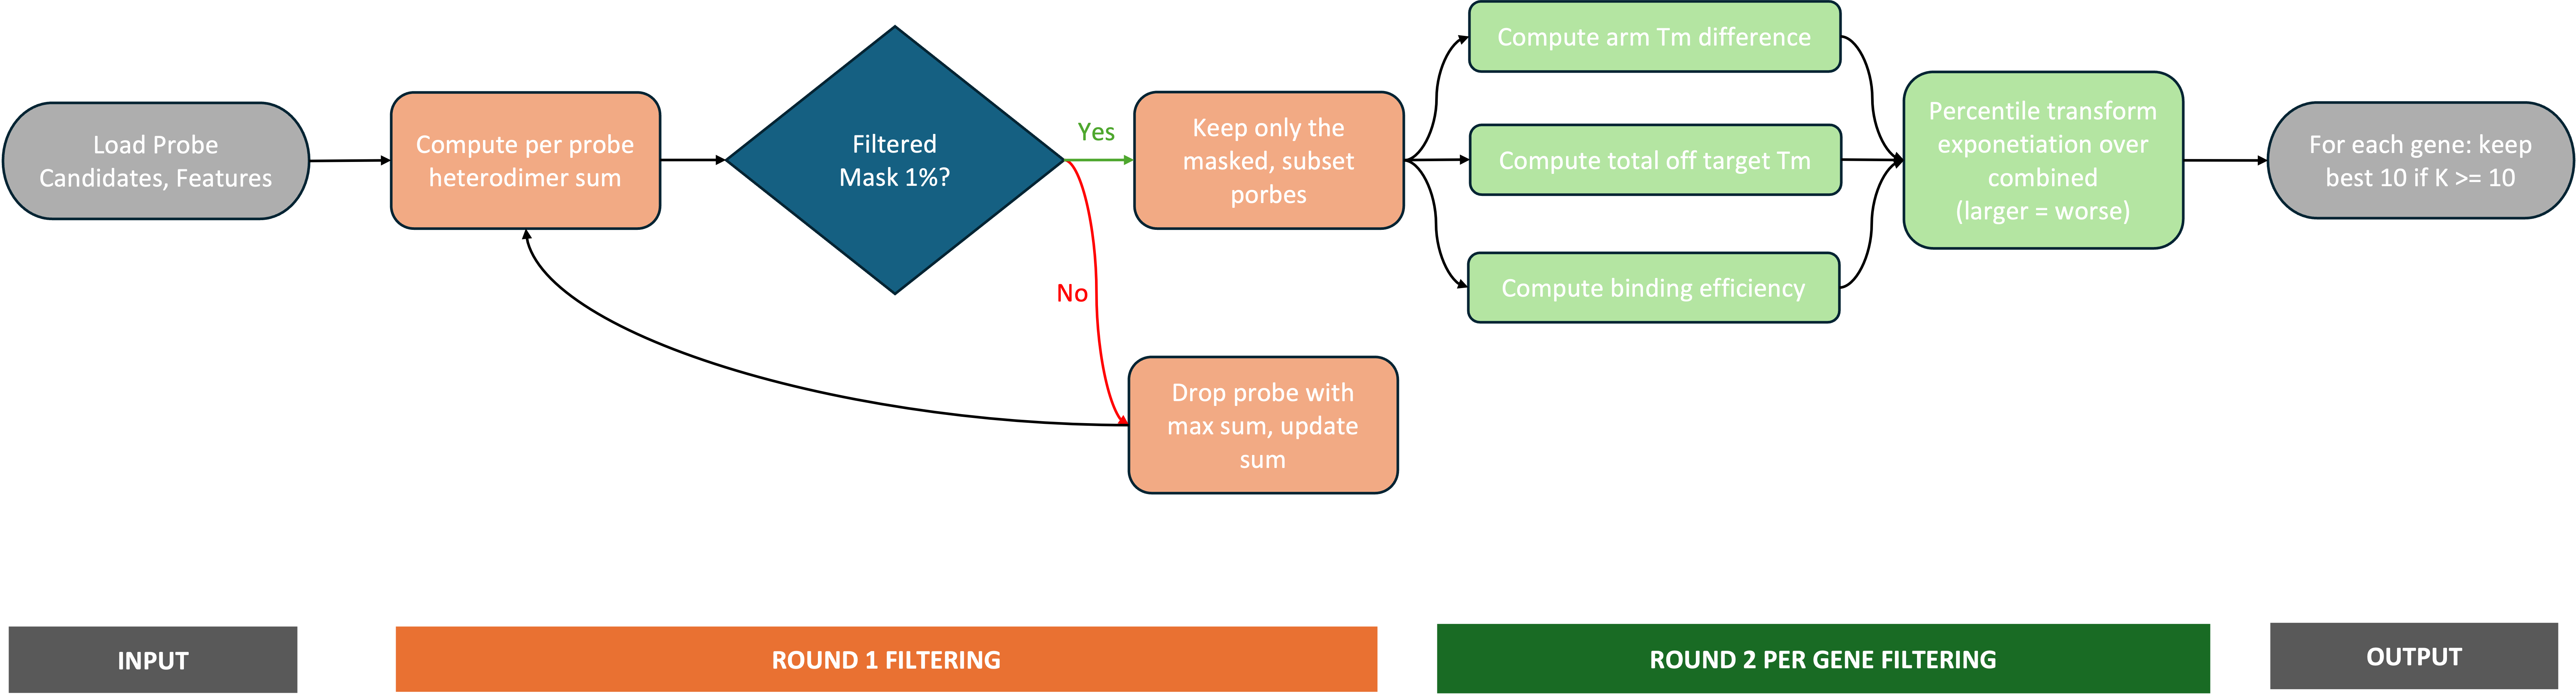 Load Probe
Candidates, Features
Compute per probe
heterodimer sum
Filtered
Mask 1%?
Yes
No
Keep only the
masked, subset
porbes
Drop probe with
max sum, update
sum
Compute arm Tm difference
Compute total off target Tm
Compute binding efficiency
Percentile transform
exponetiation over
combined
(larger = worse)
For each gene: keep
best 10 if K >= 10
INPUT
ROUND 1 FILTERING
ROUND 2 PER GENE FILTERING
OUTPUT